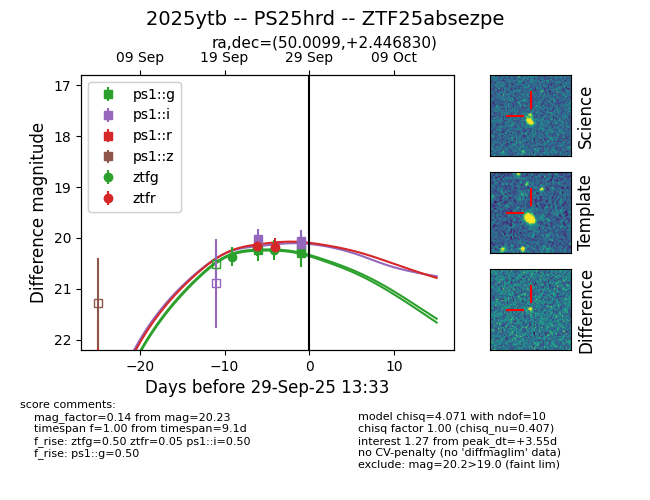 2025ytb -- PS25hrd -- ZTF25absezpe
ra,dec=(50.0099,+2.446830)
09 Sep 19 Sep 29 Sep 09 Oct
17
18
19
20
21
22
Difference magnitude
ps1::g
ps1::i
ps1::r
ps1::z
ztfg
ztfr
−20 −10 0 10
Days before 29-Sep-25 13:33
Science
Template
Difference
score comments:
mag_factor=0.14 from mag=20.23
timespan f=1.00 from timespan=9.1d
f_rise: ztfg=0.50 ztfr=0.05 ps1::i=0.50
f_rise: ps1::g=0.50
model chisq=4.071 with ndof=10
chisq factor 1.00 (chisq_nu=0.407)
interest 1.27 from peak_dt=+3.55d
no CV-penalty (no 'diffmaglim' data)
exclude: mag=20.2>19.0 (faint lim)